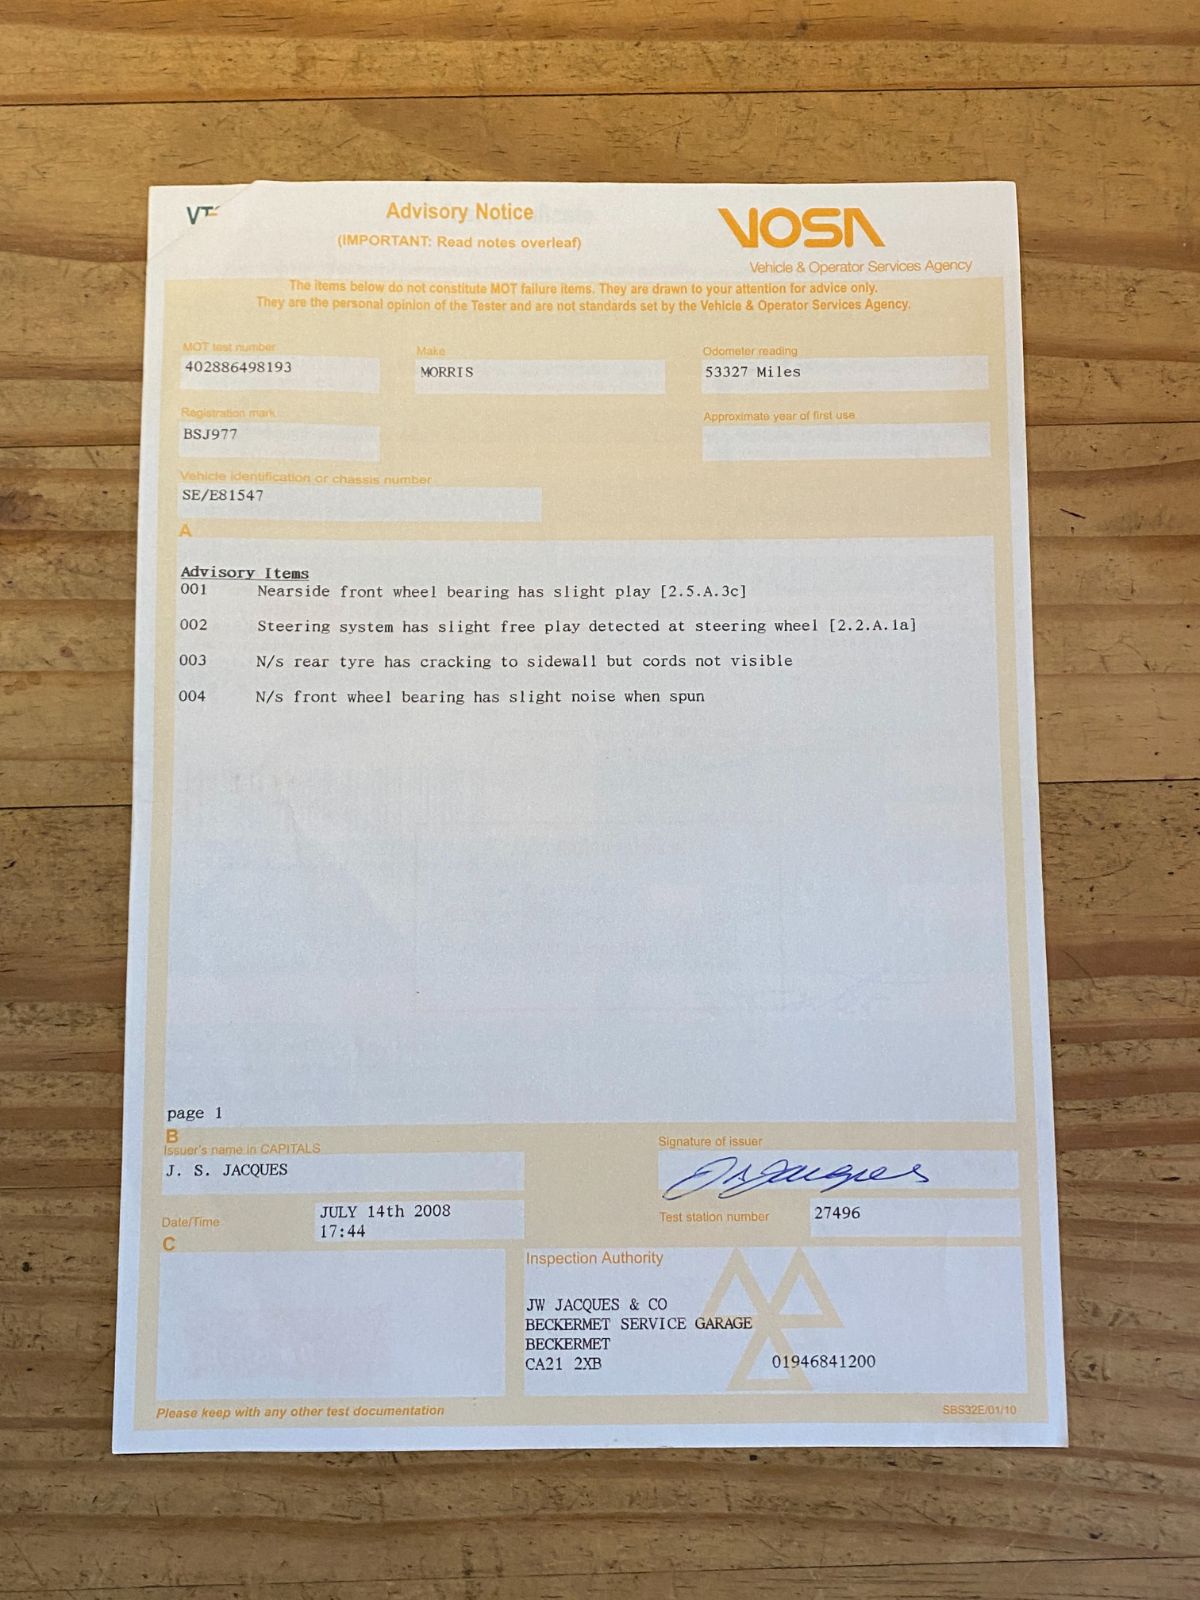 Advisory Notice
(IMPORTANT: Read notes overleaf)
VOSA
Vehicle & Operator Services Agency
The items below do not constitute MOT failure items. They are drawn to your attention for advice only.
They are the personal opinion of the Tester and are not standards set by the Vehicle & Operator Services Agency.
MOT test number
402886498193
Make
MORRIS
Odometer reading
53327 Miles
Registration mark
BSJ977
Approximate year of first use
Vehicle identification or chassis number
SE/E81547
A
Advisory Items
001 Nearside front wheel bearing has slight play [2.5.A.3c]
002 Steering system has slight free play detected at steering wheel [2.2.A.1a]
003 N/s rear tyre has cracking to sidewall but cords not visible
004 N/s front wheel bearing has slight noise when spun
page 1
B
Issuer's name in CAPITALS
J. S. JACQUES
Signature of issuer
JS Jacques
Date/Time
JULY 14th 2008
17:44
Test station number
27496
C
Inspection Authority
JW JACQUES & CO
BECKERMET SERVICE GARAGE
BECKERMET
CA21 2XB 01946841200
Please keep with any other test documentation
SBS32E/01/10